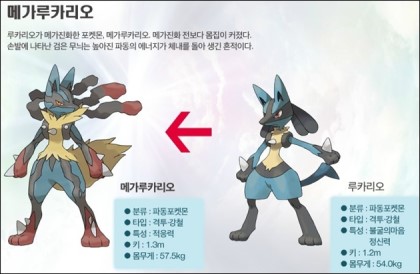 메가루카리오
루카리오가 메가진화한 포켓몬, 메가루카리오. 메가진화 전보다 몸집이 커졌다.
손발에 나타난 검은 무늬는 높아진 파동의 에너지가 체내를 돌아 생긴 흔적이다.
메가루카리오
● 분류 : 파동포켓몬
● 타입 : 격투·강철
● 특성 : 적응력
● 키 : 1.3m
● 몸무게 : 57.5kg
루카리오
● 분류 : 파동포켓몬
● 타입 : 격투·강철
● 특성 : 불굴의마음
정신력
● 키 : 1.2m
● 몸무게 : 54.0kg